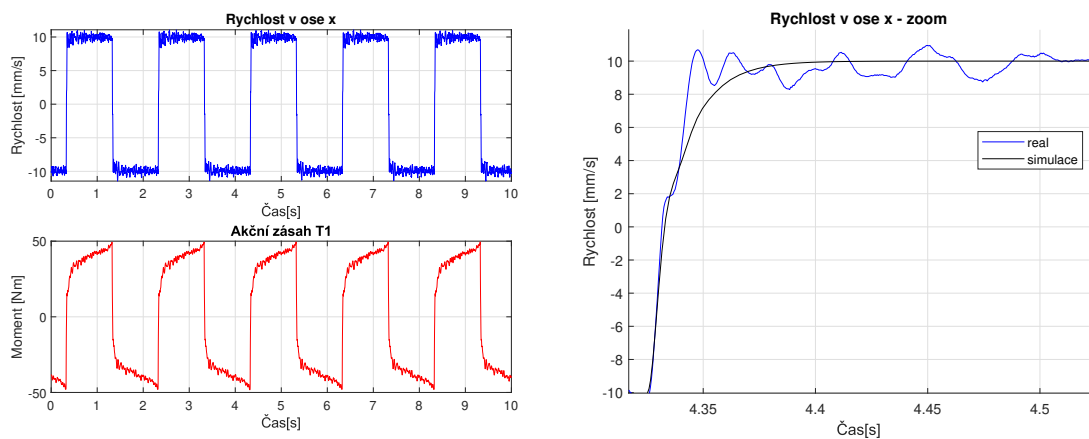 Rychlost v ose x
Rychlost [mm/s]
10
5
0
-5
-10
0 1 2 3 4 5 6 7 8 9 10
Čas[s]
Akční zásah T1
Moment [Nm]
50
0
-50
0 1 2 3 4 5 6 7 8 9 10
Čas[s]
Rychlost v ose x - zoom
Rychlost [mm/s]
10
8
6
4
2
0
-2
-4
-6
-8
-10
real
simulace
4.35 4.4 4.45 4.5
Čas[s]